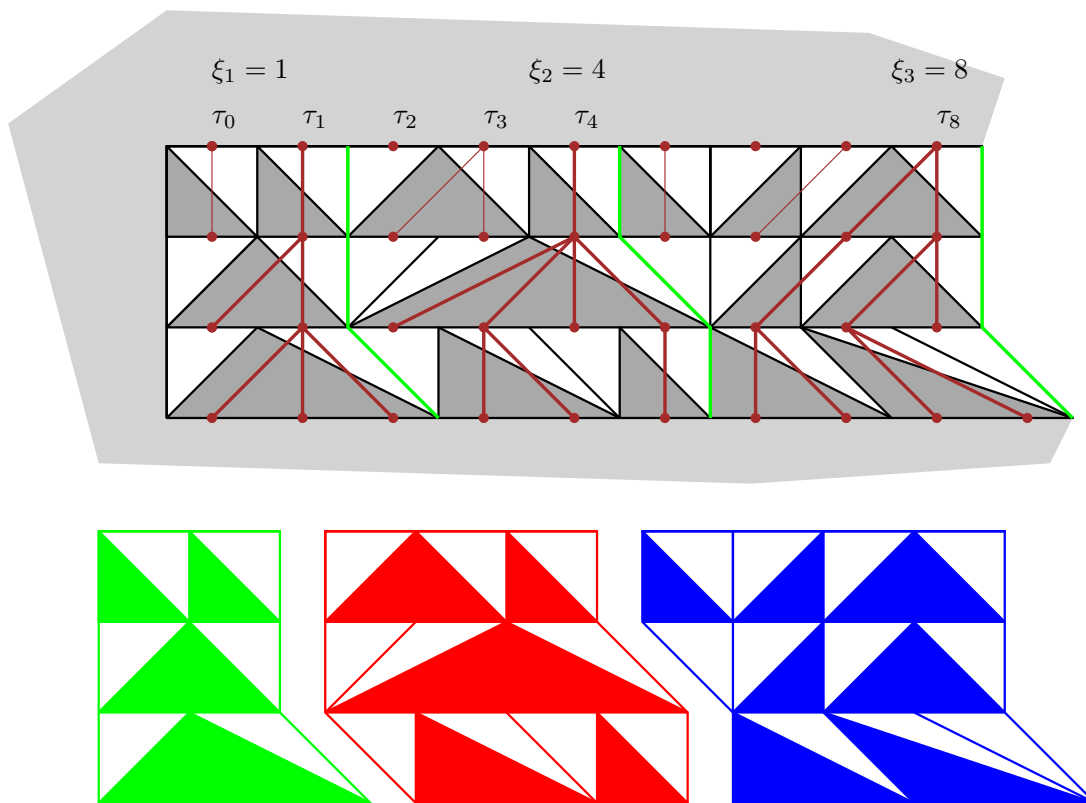 ξ₁ = 1 ξ₂ = 4 ξ₃ = 8
τ₀ τ₁ τ₂ τ₃ τ₄ τ₈